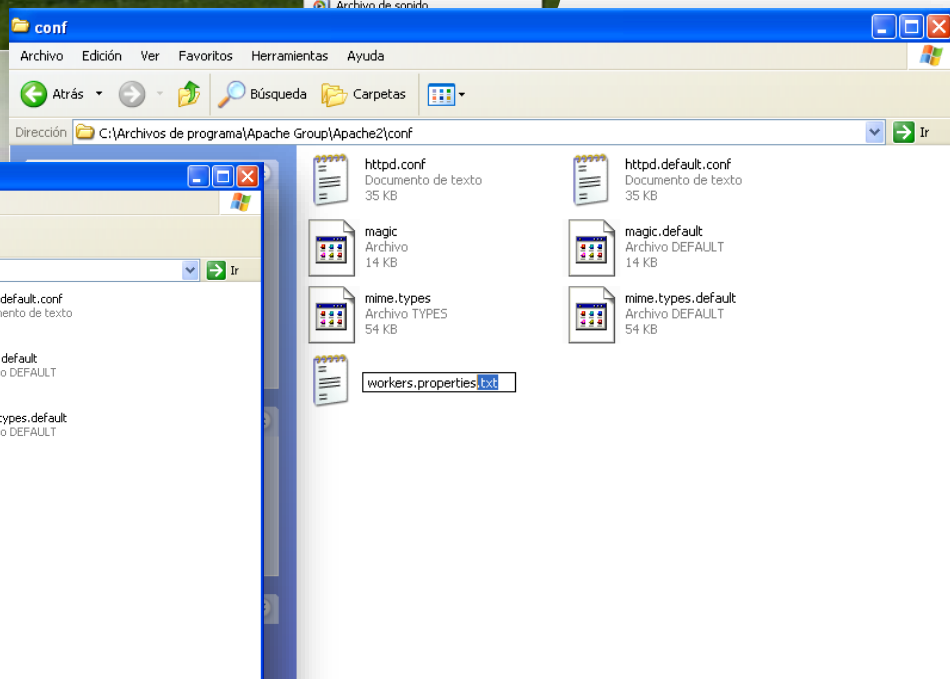 Archivo de sonido
conf
Archivo Edición Ver Favoritos Herramientas Ayuda
Atrás Búsqueda Carpetas
Dirección C:\Archivos de programa\Apache Group\Apache2\conf Ir
httpd.conf
Documento de texto
35 KB
httpd.default.conf
Documento de texto
35 KB
magic
Archivo
14 KB
magic.default
Archivo DEFAULT
14 KB
mime.types
Archivo TYPES
54 KB
mime.types.default
Archivo DEFAULT
54 KB
workers.properties.txt
Ir
default.conf
ento de texto
default
o DEFAULT
types.default
o DEFAULT